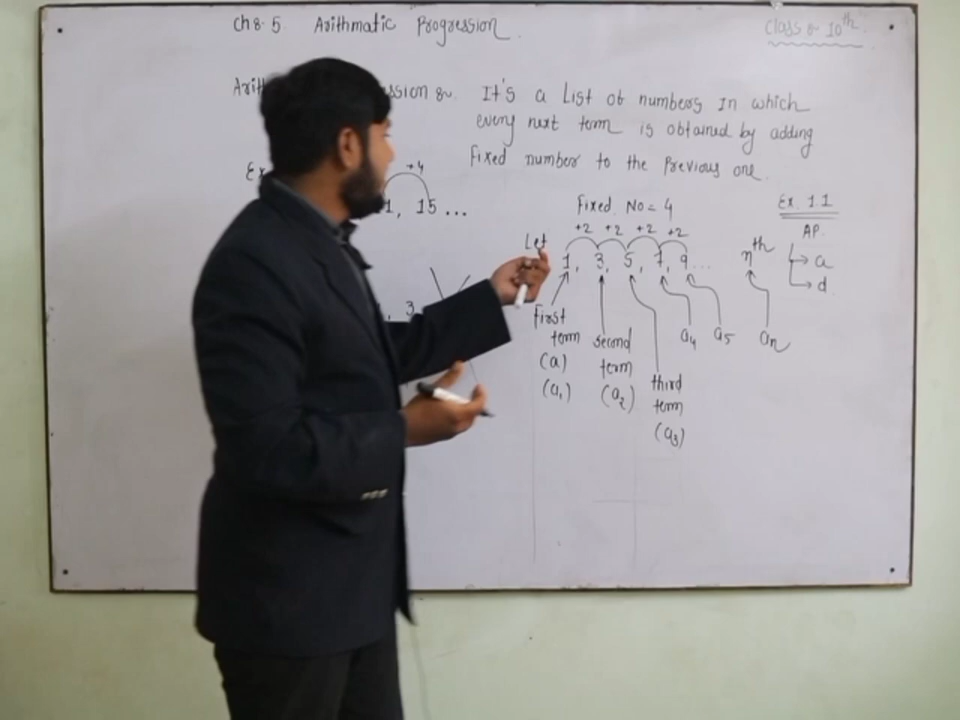 Ch 8- 5. Arithmatic Progression.
Class 8- 10th
It's a List of numbers In which
every next term is obtained by adding
fixed number to the Previous one.
+4
15 ...
Fixed. No = 4
Ex. 1.1
+2 +2 +2 +2
AP.
Let
1, 3, 5, 7, 9 ...
nth
a
d
3
first
term
(a)
(a1)
second
term
(a2)
third
term
(a3)
a4
a5
an